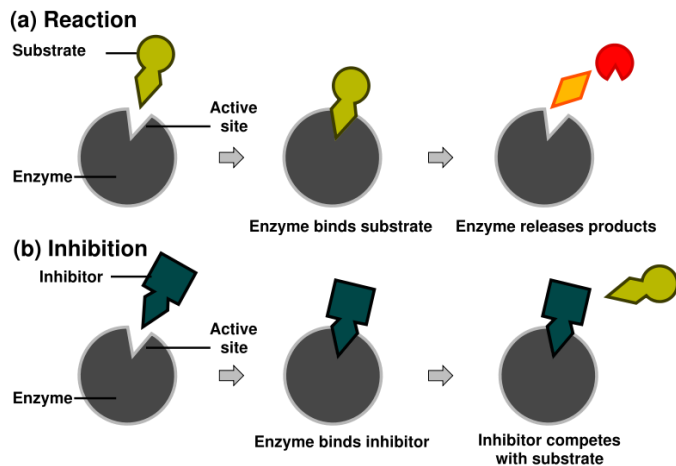 (a) Reaction
Substrate
Active
site
Enzyme
Enzyme binds substrate
Enzyme releases products
(b) Inhibition
Inhibitor
Active
site
Enzyme
Enzyme binds inhibitor
Inhibitor competes
with substrate